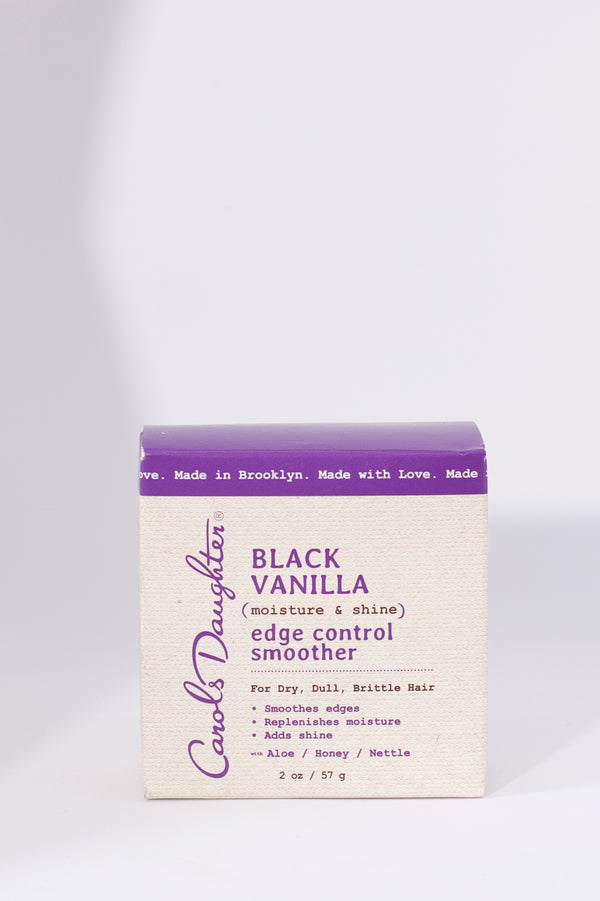 ove. Made in Brooklyn. Made with Love. Made
Carol's Daughter®
BLACK
VANILLA
(moisture & shine)
edge control
smoother
For Dry, Dull, Brittle Hair
• Smoothes edges
• Replenishes moisture
• Adds shine
with Aloe / Honey / Nettle
2 oz / 57 g